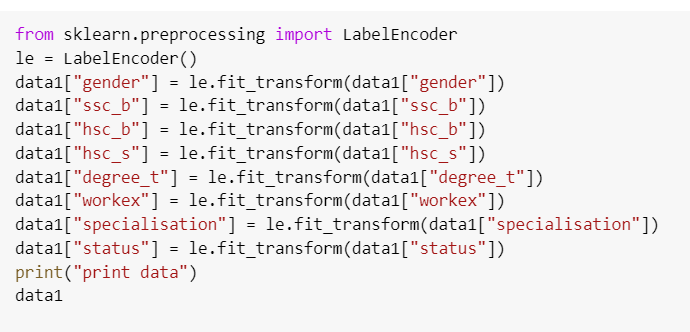 from sklearn.preprocessing import LabelEncoder
le = LabelEncoder()
data1["gender"] = le.fit_transform(data1["gender"])
data1["ssc_b"] = le.fit_transform(data1["ssc_b"])
data1["hsc_b"] = le.fit_transform(data1["hsc_b"])
data1["hsc_s"] = le.fit_transform(data1["hsc_s"])
data1["degree_t"] = le.fit_transform(data1["degree_t"])
data1["workex"] = le.fit_transform(data1["workex"])
data1["specialisation"] = le.fit_transform(data1["specialisation"])
data1["status"] = le.fit_transform(data1["status"])
print("print data")
data1